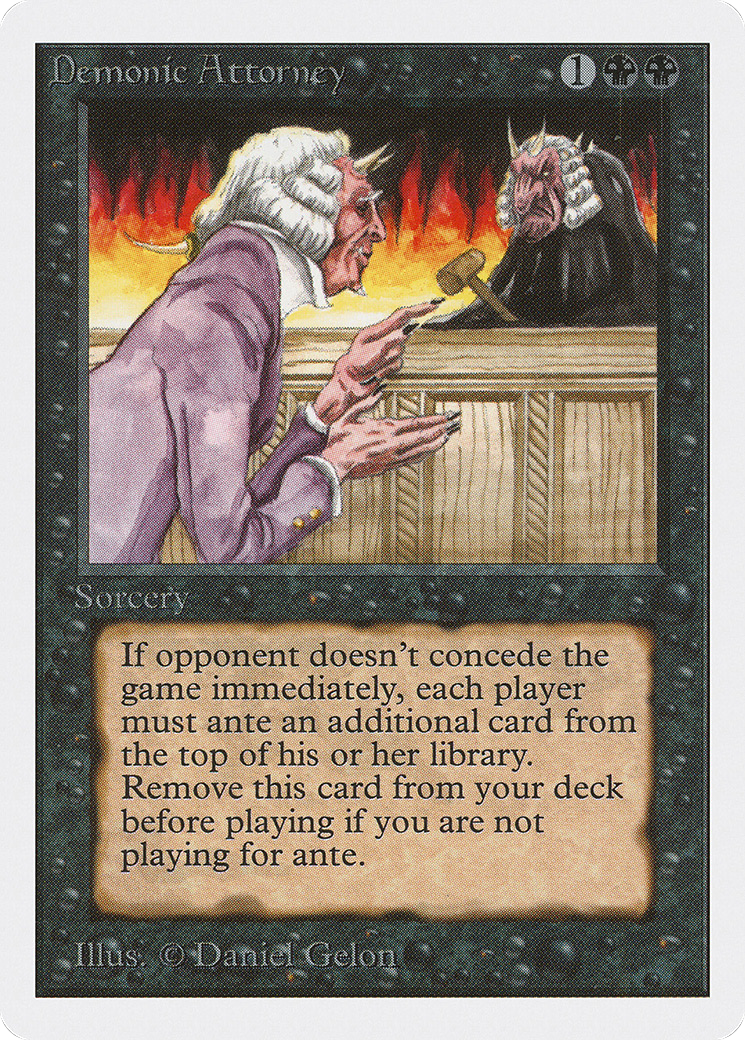 Demonic Attorney 1
Sorcery
If opponent doesn't concede the
game immediately, each player
must ante an additional card from
the top of his or her library.
Remove this card from your deck
before playing if you are not
playing for ante.
Illus. © Daniel Gelon